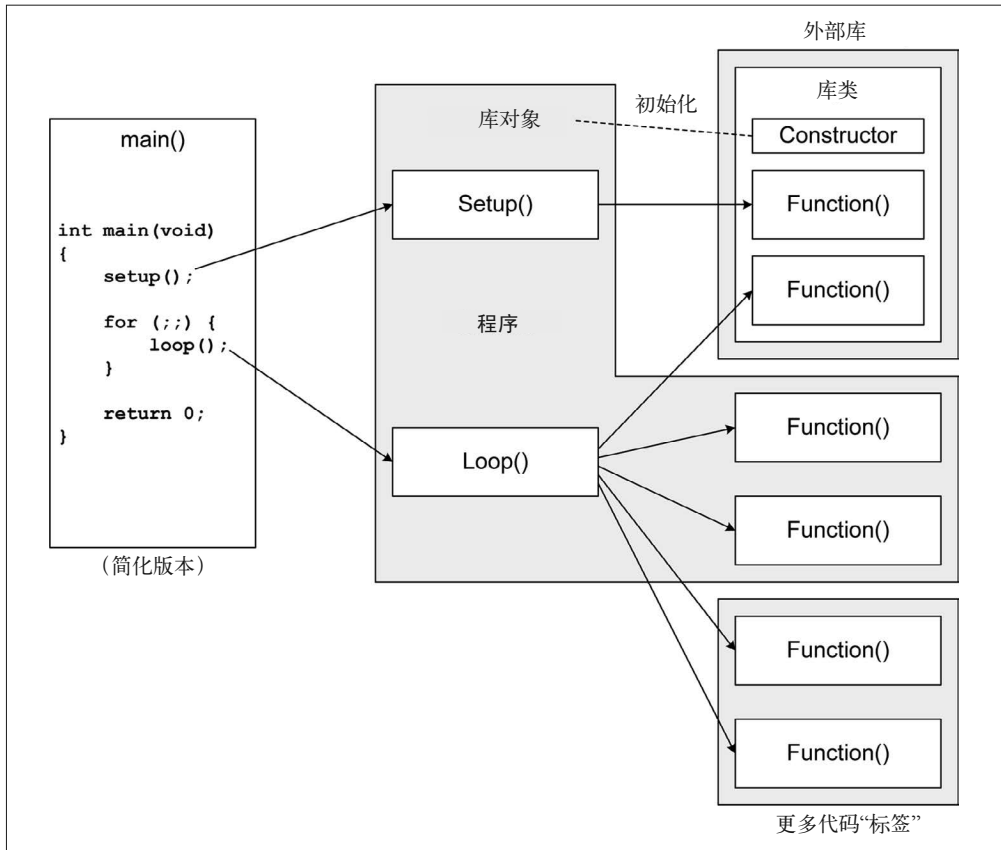 main()
int main(void)
{
setup();
for (;;) {
loop();
}
return 0;
}
（简化版本）
库对象
Setup()
程序
Loop()
初始化
外部库
库类
Constructor
Function()
Function()
Function()
Function()
Function()
Function()
更多代码“标签”